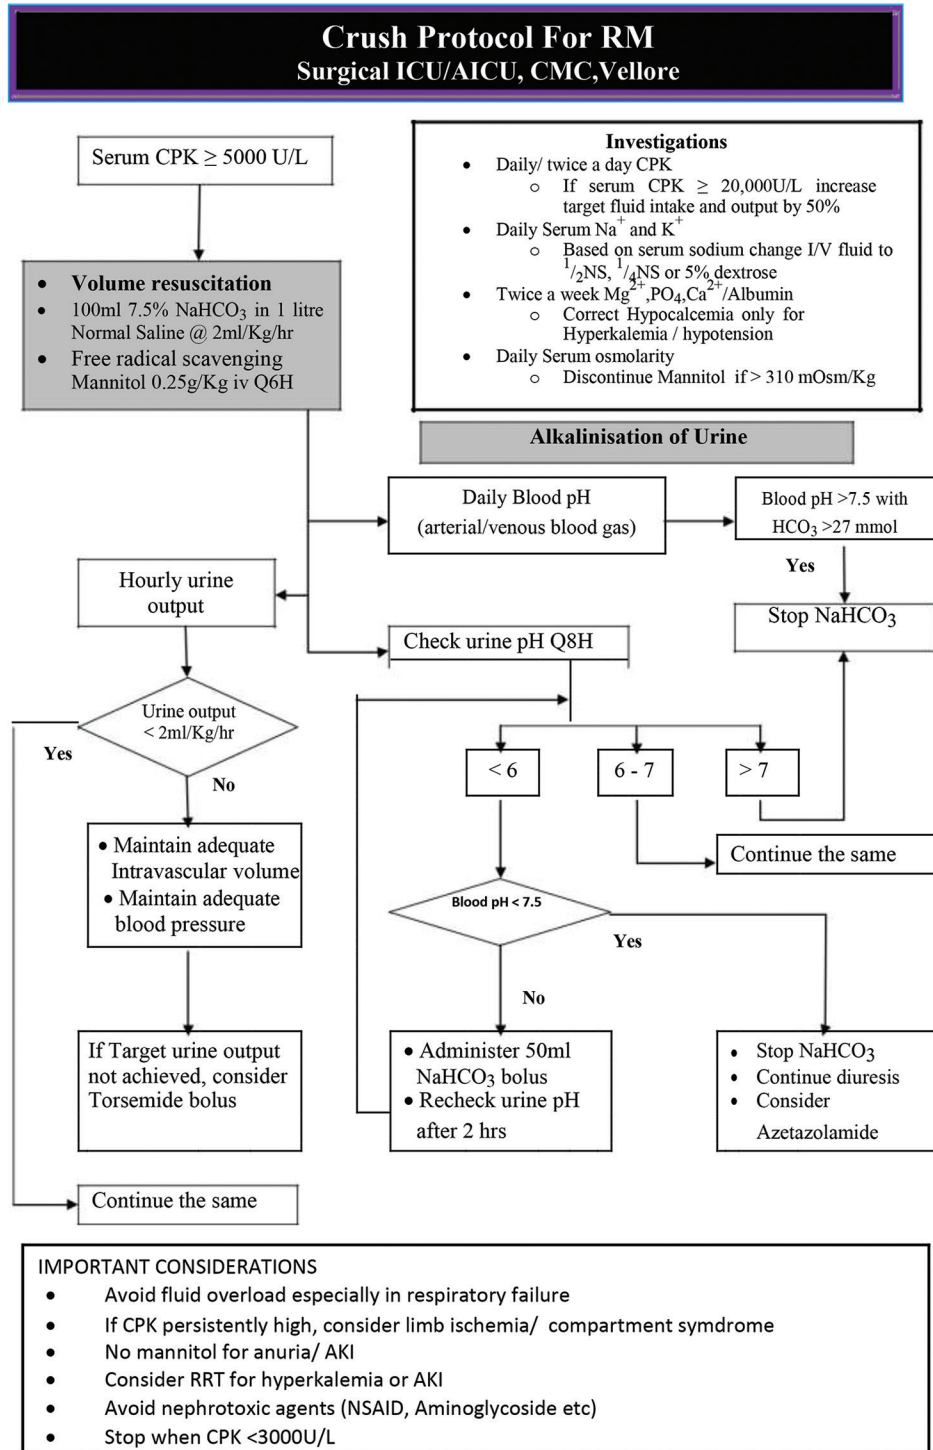 Crush Protocol For RM
Surgical ICU/AICU, CMC,Vellore
Serum CPK ≥ 5000 U/L
• Volume resuscitation
• 100ml 7.5% NaHCO3 in 1 litre
Normal Saline @ 2ml/Kg/hr
• Free radical scavenging
Mannitol 0.25g/Kg iv Q6H
Investigations
• Daily/ twice a day CPK
o If serum CPK ≥ 20,000U/L increase
target fluid intake and output by 50%
• Daily Serum Na+ and K+
o Based on serum sodium change I/V fluid to
1/2NS, 1/4NS or 5% dextrose
• Twice a week Mg2+,PO4,Ca2+/Albumin
o Correct Hypocalcemia only for
Hyperkalemia / hypotension
• Daily Serum osmolarity
o Discontinue Mannitol if > 310 mOsm/Kg
Alkalinisation of Urine
Daily Blood pH
(arterial/venous blood gas)
Blood pH >7.5 with
HCO3 >27 mmol
Yes
Stop NaHCO3
Hourly urine
output
Check urine pH Q8H
Urine output
< 2ml/Kg/hr
Yes
No
< 6
6 - 7
> 7
Continue the same
• Maintain adequate
Intravascular volume
• Maintain adequate
blood pressure
Blood pH < 7.5
Yes
No
If Target urine output
not achieved, consider
Torsemide bolus
• Administer 50ml
NaHCO3 bolus
• Recheck urine pH
after 2 hrs
• Stop NaHCO3
• Continue diuresis
• Consider
Azetazolamide
Continue the same
IMPORTANT CONSIDERATIONS
• Avoid fluid overload especially in respiratory failure
• If CPK persistently high, consider limb ischemia/ compartment symdrome
• No mannitol for anuria/ AKI
• Consider RRT for hyperkalemia or AKI
• Avoid nephrotoxic agents (NSAID, Aminoglycoside etc)
• Stop when CPK <3000U/L